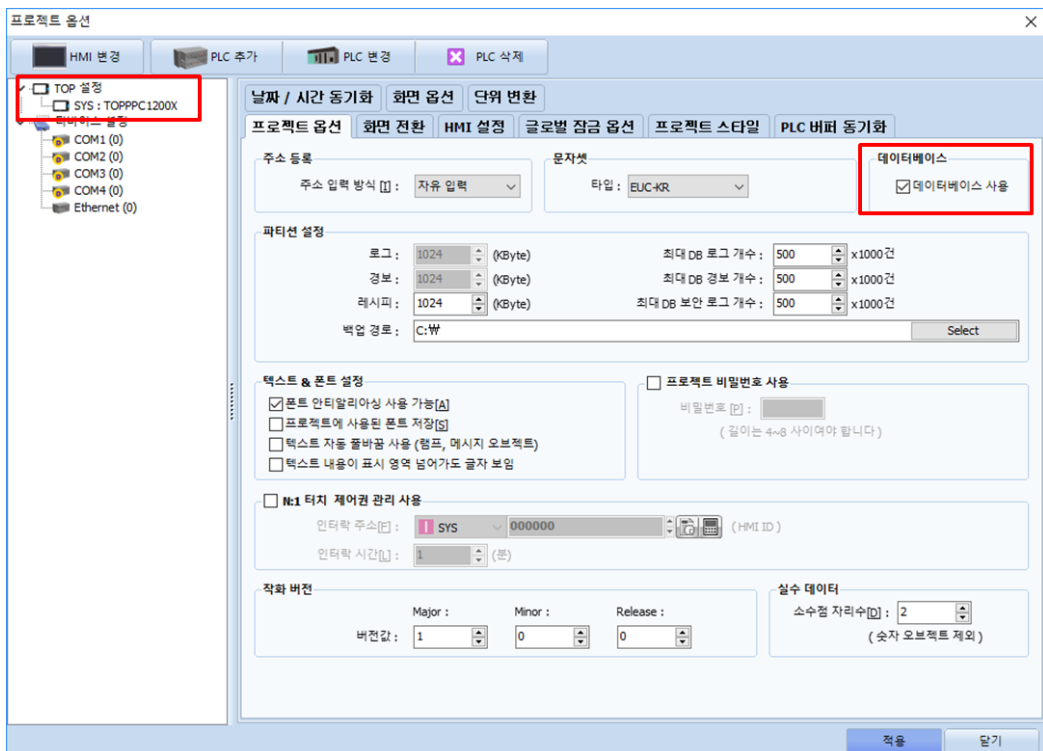 프로젝트 옵션
HMI 변경 PLC 추가 PLC 변경 PLC 삭제
TOP 설정
SYS : TOPPPC1200X
디바이스 설정
COM1 (0)
COM2 (0)
COM3 (0)
COM4 (0)
Ethernet (0)
날짜 / 시간 동기화 화면 옵션 단위 변환
프로젝트 옵션 화면 전환 HMI 설정 글로벌 잠금 옵션 프로젝트 스타일 PLC 버퍼 동기화
주소 등록 문자셋 데이터베이스
주소 입력 방식 [I] : 자유 입력 타입 : EUC-KR 데이터베이스 사용
파티션 설정
로그 : 1024 (KByte) 최대 DB 로그 개수 : 500 x1000건
경보 : 1024 (KByte) 최대 DB 경보 개수 : 500 x1000건
레시피 : 1024 (KByte) 최대 DB 보안 로그 개수 : 500 x1000건
백업 경로 : C:₩ Select
텍스트 & 폰트 설정 프로젝트 비밀번호 사용
폰트 안티알리아싱 사용 가능[A] 비밀번호 [P] :
프로젝트에 사용된 폰트 저장[S] ( 길이는 4~8 사이여야 합니다 )
텍스트 자동 줄바꿈 사용 (램프, 메시지 오브젝트)
텍스트 내용이 표시 영역 넘어가도 글자 보임
N:1 터치 제어권 관리 사용
인터락 주소[F] : I SYS 000000 ( HMI ID )
인터락 시간[L] : 1 (분)
작화 버전 실수 데이터
Major : Minor : Release : 소수점 자리수[D] : 2
버전값 : 1 0 0 ( 숫자 오브젝트 제외 )
적용 닫기